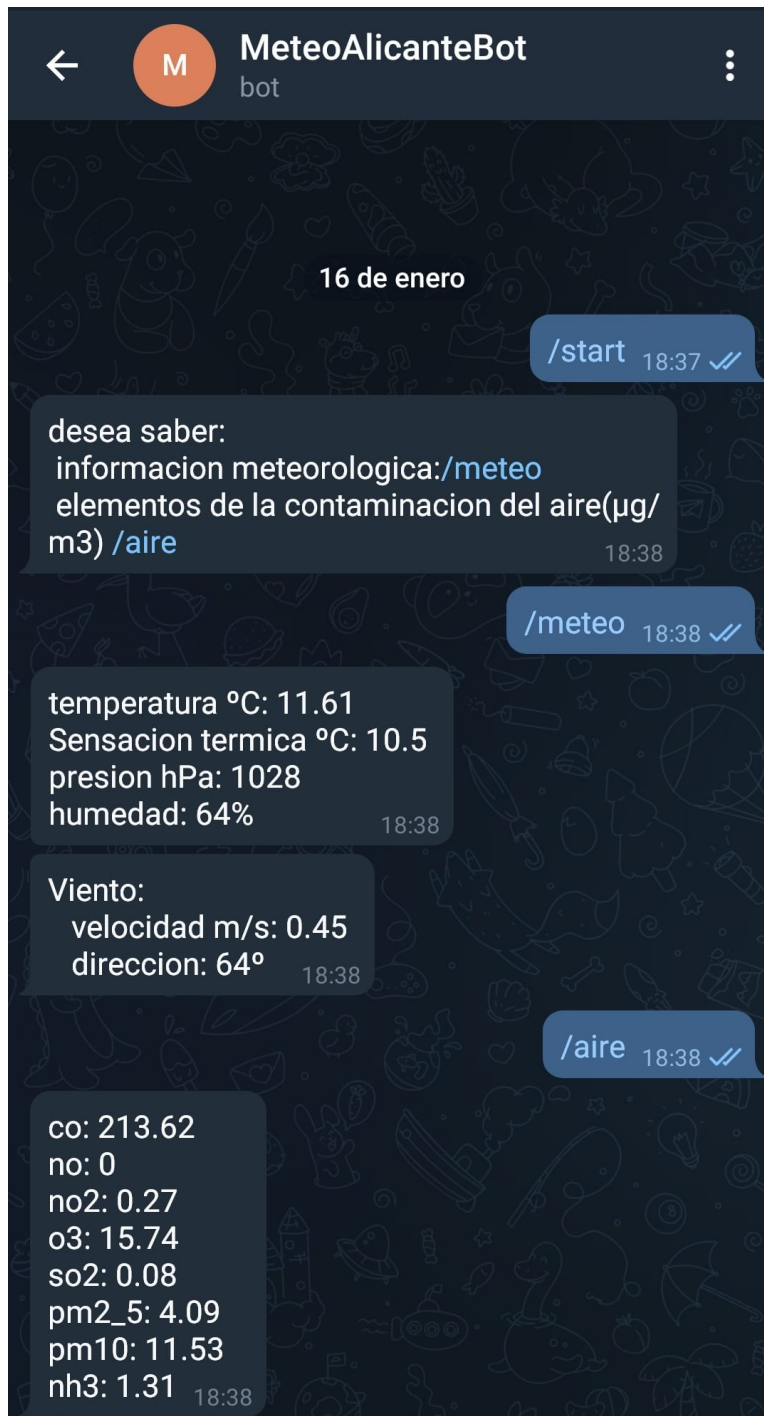 MeteoAlicanteBot
bot
16 de enero
/start 18:37
desea saber:
informacion meteorologica:/meteo
elementos de la contaminacion del aire(µg/
m3) /aire
18:38
/meteo 18:38
temperatura ºC: 11.61
Sensacion termica ºC: 10.5
presion hPa: 1028
humedad: 64%
18:38
Viento:
velocidad m/s: 0.45
direccion: 64º
18:38
/aire 18:38
co: 213.62
no: 0
no2: 0.27
o3: 15.74
so2: 0.08
pm2_5: 4.09
pm10: 11.53
nh3: 1.31 18:38
M